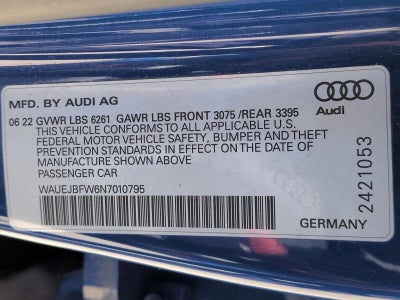 MFD. BY AUDI AG
06 22 GVWR LBS 6261 GAWR LBS FRONT 3075 /REAR 3395
THIS VEHICLE CONFORMS TO ALL APPLICABLE U.S.
FEDERAL MOTOR VEHICLE SAFETY, BUMPER AND THEFT
PREVENTION STANDARDS IN EFFECT ON THE DATE OF
MANUFACTURE SHOWN ABOVE
PASSENGER CAR
WAUEJBFW6N7010795
GERMANY
Audi
2421053